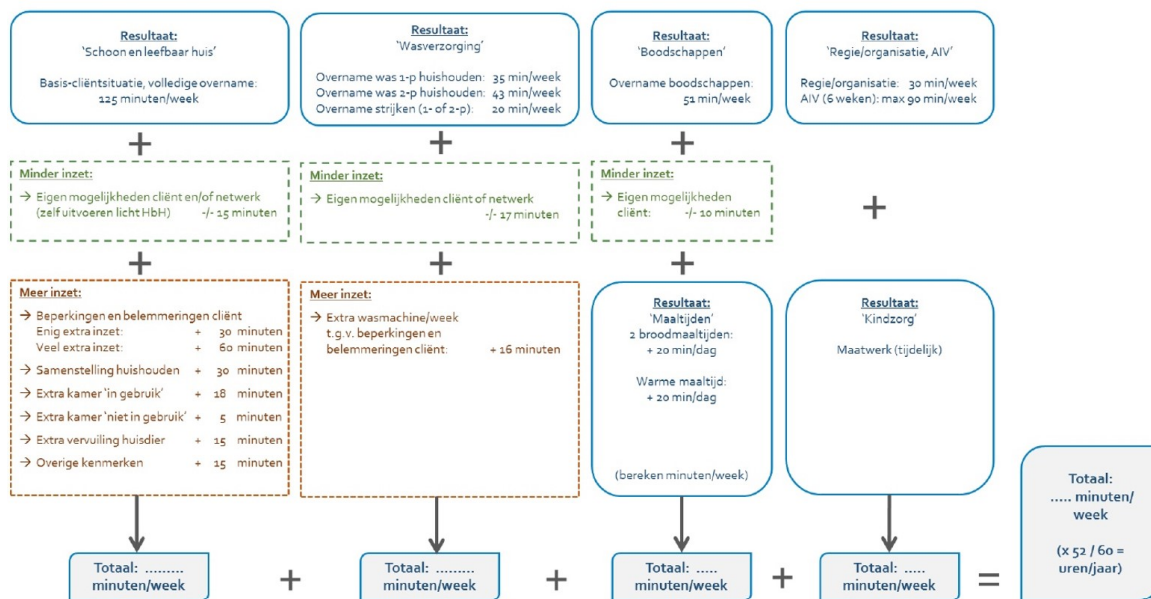 Resultaat:
'Schoon en leefbaar huis'
Basis-cliëntsituatie, volledige overname:
125 minuten/week
Resultaat:
'Wasverzorging'
Overname was 1-p huishouden: 35 min/week
Overname was 2-p huishouden: 43 min/week
Overname strijken (1- of 2-p): 20 min/week
Resultaat:
'Boodschappen'
Overname boodschappen:
51 min/week
Resultaat:
'Regie/organisatie, AIV'
Regie/organisatie: 30 min/week
AIV (6 weken): max 90 min/week
+ + +
Minder inzet:
→ Eigen mogelijkheden cliënt en/of netwerk
(zelf uitvoeren licht HbH) -/- 15 minuten
Minder inzet:
→ Eigen mogelijkheden cliënt of netwerk
-/- 17 minuten
Minder inzet:
→ Eigen mogelijkheden
cliënt: -/- 10 minuten
+
+ + +
Meer inzet:
→ Beperkingen en belemmeringen cliënt
Enig extra inzet: + 30 minuten
Veel extra inzet: + 60 minuten
→ Samenstelling huishouden + 30 minuten
→ Extra kamer 'in gebruik' + 18 minuten
→ Extra kamer 'niet in gebruik' + 5 minuten
→ Extra vervuiling huisdier + 15 minuten
→ Overige kenmerken + 15 minuten
Meer inzet:
→ Extra wasmachine/week
t.g.v. beperkingen en
belemmeringen cliënt: + 16 minuten
Resultaat:
'Maaltijden'
2 broodmaaltijden:
+ 20 min/dag
Warme maaltijd:
+ 20 min/dag
(bereken minuten/week)
Resultaat:
'Kindzorg'
Maatwerk (tijdelijk)
Totaal: .........
minuten/week
+
Totaal: .........
minuten/week
+
Totaal: .....
minuten/week
+
Totaal: .....
minuten/week
=
Totaal:
..... minuten/
week
(x 52 / 60 =
uren/jaar)